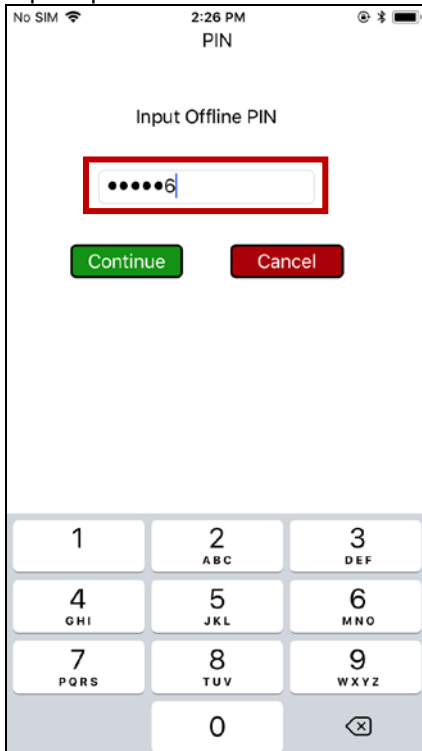 No SIM 2:26 PM
PIN
Input Offline PIN
•••••6
Continue Cancel
1 2 3
ABC DEF
4 5 6
GHI JKL MNO
7 8 9
PQRS TUV WXYZ
0